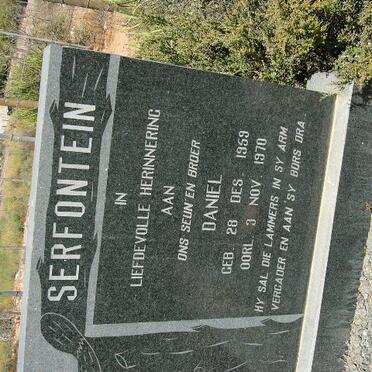 SERFONTEIN
IN
LIEFDEVOLLE HERINNERING
AAN
ONS SEUN'EN BROER
DANIEL
GEB. 28 DES. 1959
OORL. 3 NOV. 1970
HY SAL DIE LAMMERS IN SY ARM
VERGADER EN AAN SY BORS DRA.